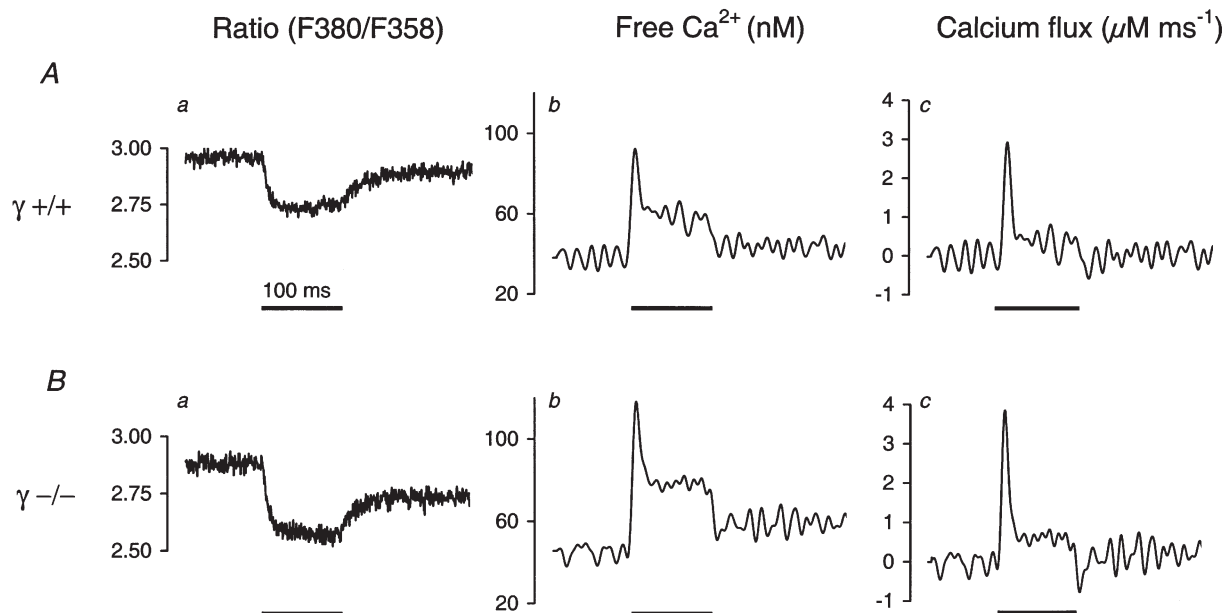 Ratio (F380/F358)
Free Ca²⁺ (nM)
Calcium flux (µM ms⁻¹)
A
γ +/+
a
3.00
2.75
2.50
100 ms
b
100
60
20
c
4
3
2
1
0
-1
B
γ −/−
a
3.00
2.75
2.50
b
100
60
20
c
4
3
2
1
0
-1